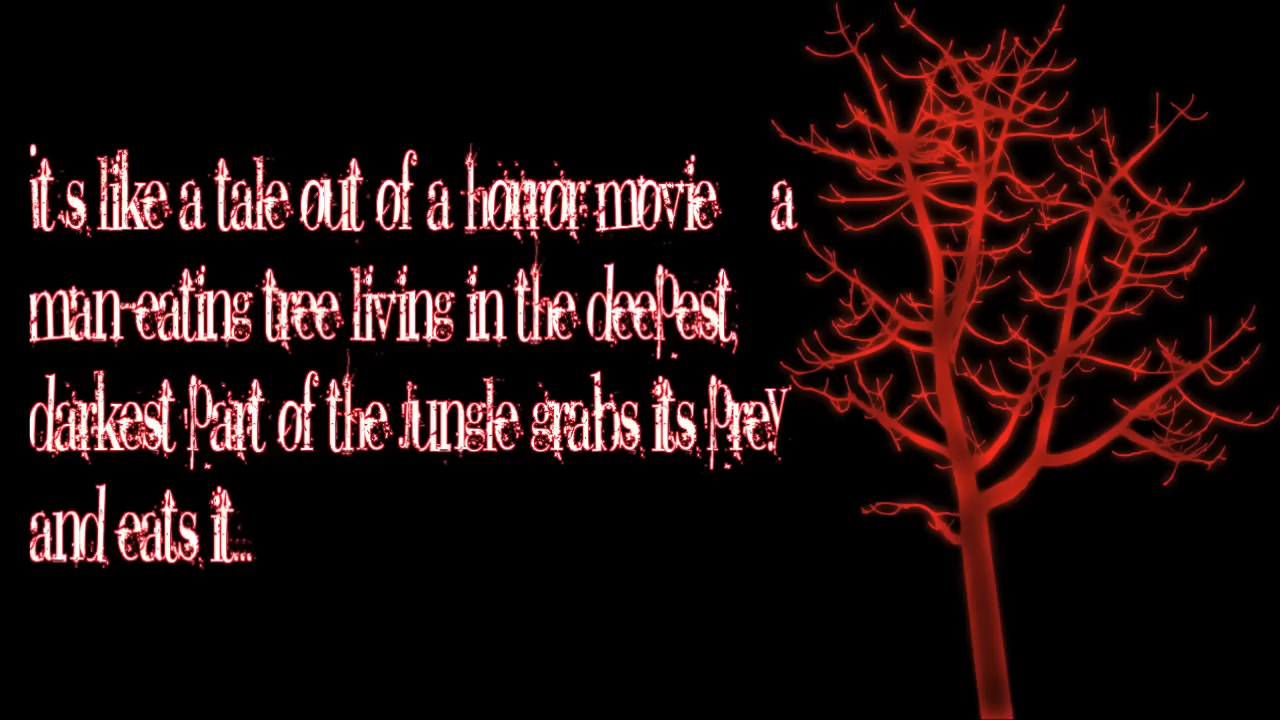 it s like a tale out of a horror movie a
man-eating tree living in the deepest,
darkest part of the jungle grabs its prey
and eats it...